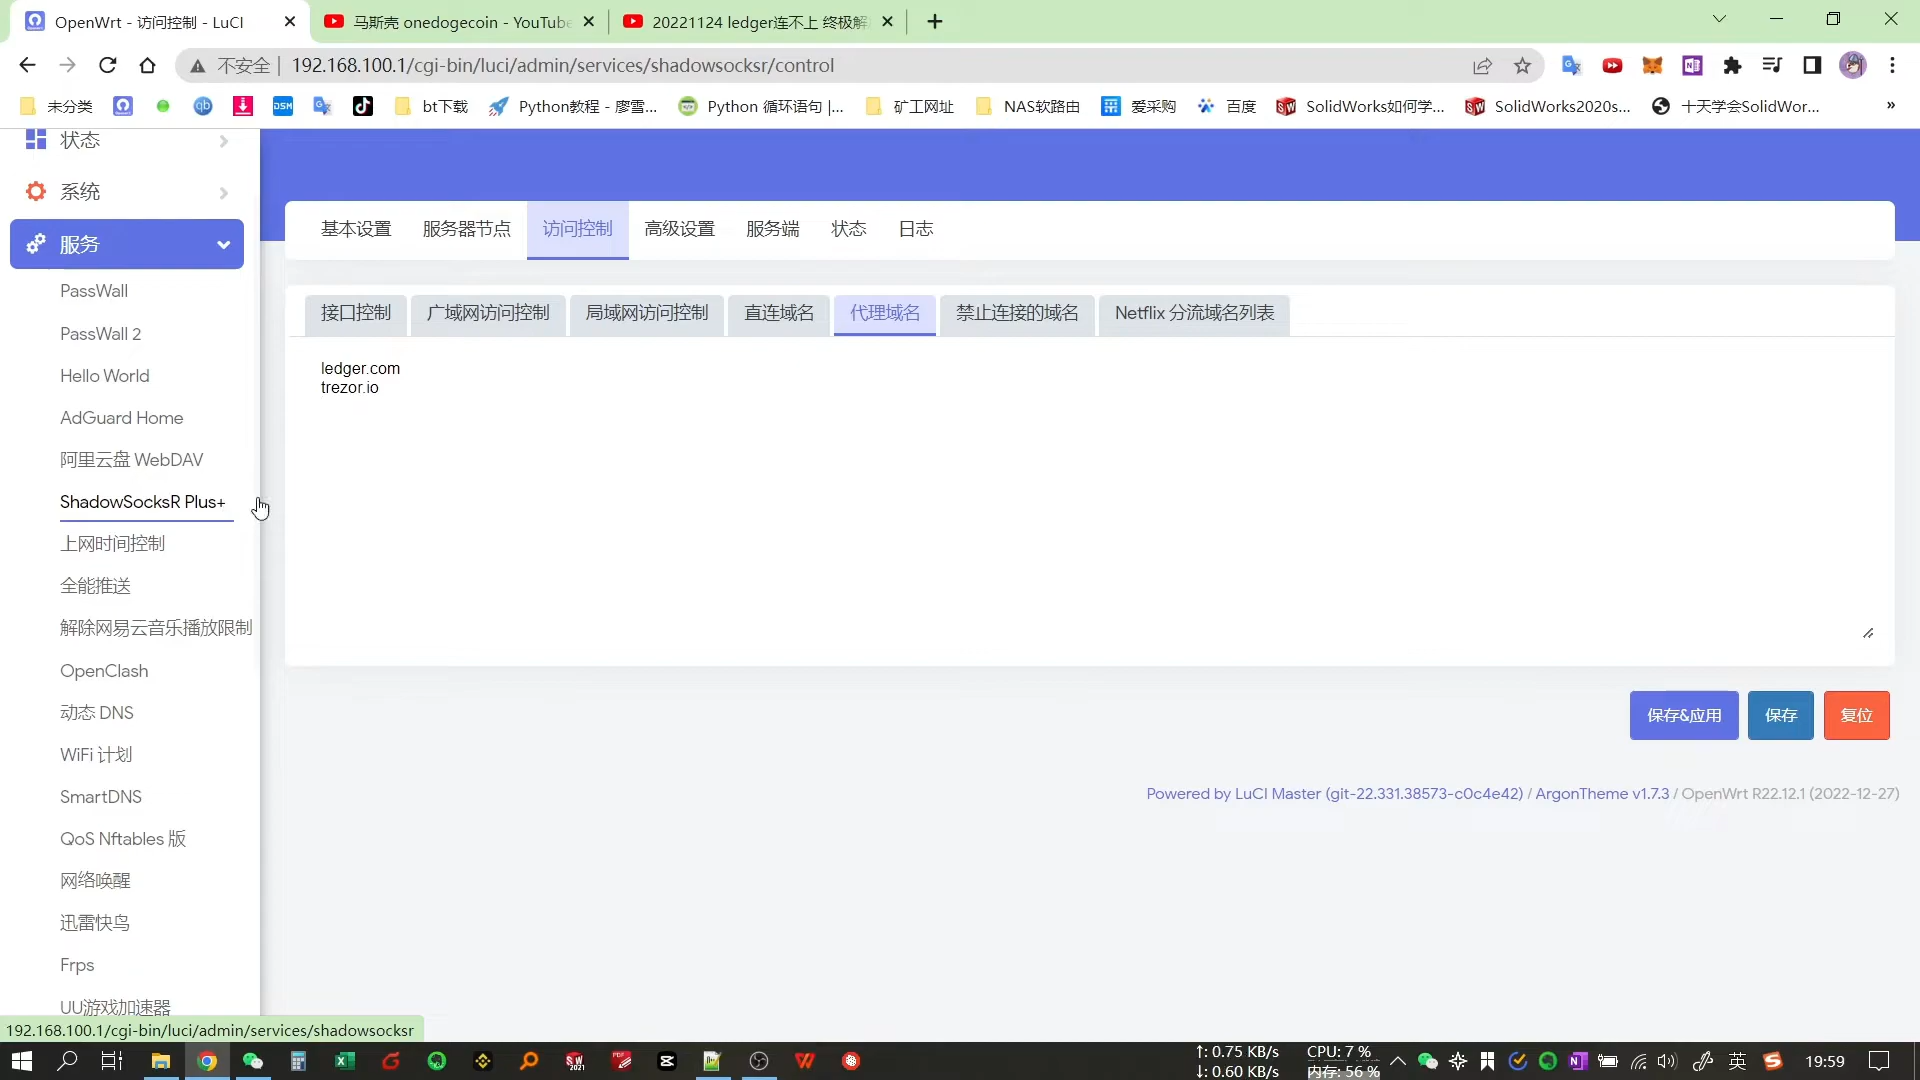 OpenWrt - 访问控制 - LuCI
马斯壳 onedogecoin - YouTube
20221124 ledger连不上 终极解
不安全
192.168.100.1/cgi-bin/luci/admin/services/shadowsocksr/control
未分类
bt下载
Python教程 - 廖雪...
Python 循环语句 |...
矿工网址
NAS软路由
爱采购
百度
SolidWorks如何学...
SolidWorks2020s...
十天学会SolidWor...
»
状态
系统
服务
PassWall
PassWall 2
Hello World
AdGuard Home
阿里云盘 WebDAV
ShadowSocksR Plus+
上网时间控制
全能推送
解除网易云音乐播放限制
OpenClash
动态 DNS
WiFi 计划
SmartDNS
QoS Nftables 版
网络唤醒
迅雷快鸟
Frps
UU游戏加速器
基本设置
服务器节点
访问控制
高级设置
服务端
状态
日志
接口控制
广域网访问控制
局域网访问控制
直连域名
代理域名
禁止连接的域名
Netflix 分流域名列表
ledger.com
trezor.io
保存&应用
保存
复位
Powered by LuCI Master (git-22.331.38573-c0c4e42) / ArgonTheme v1.7.3 / OpenWrt R22.12.1 (2022-12-27)
192.168.100.1/cgi-bin/luci/admin/services/shadowsocksr
↑: 0.75 KB/s
↓: 0.60 KB/s
CPU: 7 %
内存: 56 %
英
19:59